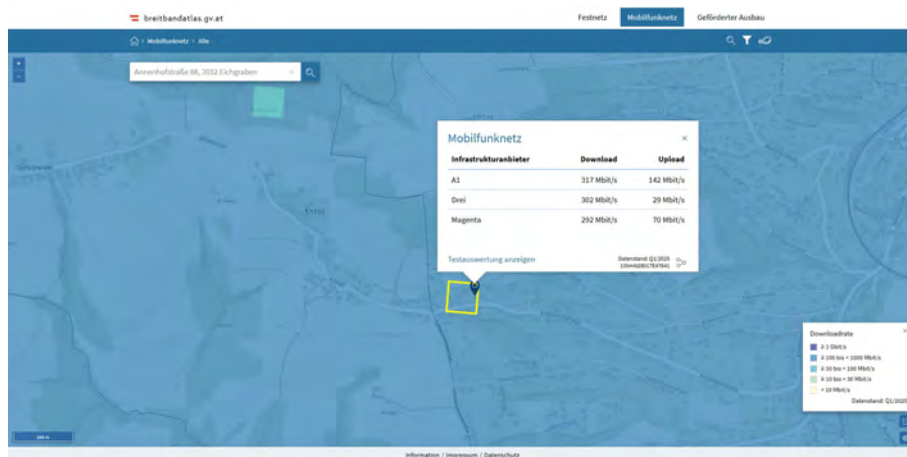 breitbandatlas.gv.at
Festnetz Mobilfunknetz Geförderter Ausbau
Mobilfunknetz > Alle
+
−
Annenhofstraße 88, 3032 Eichgraben ×
Mobilfunknetz ×
Infrastrukturanbieter Download Upload
A1 317 Mbit/s 142 Mbit/s
Drei 302 Mbit/s 29 Mbit/s
Magenta 292 Mbit/s 70 Mbit/s
Testauswertung anzeigen
Datenstand: Q1/2025
Downloadrate ×
≥ 1 Gbit/s
≥ 100 bis < 1000 Mbit/s
≥ 30 bis < 100 Mbit/s
≥ 10 bis < 30 Mbit/s
< 10 Mbit/s
Datenstand: Q1/2025
200 m
Information / Impressum / Datenschutz